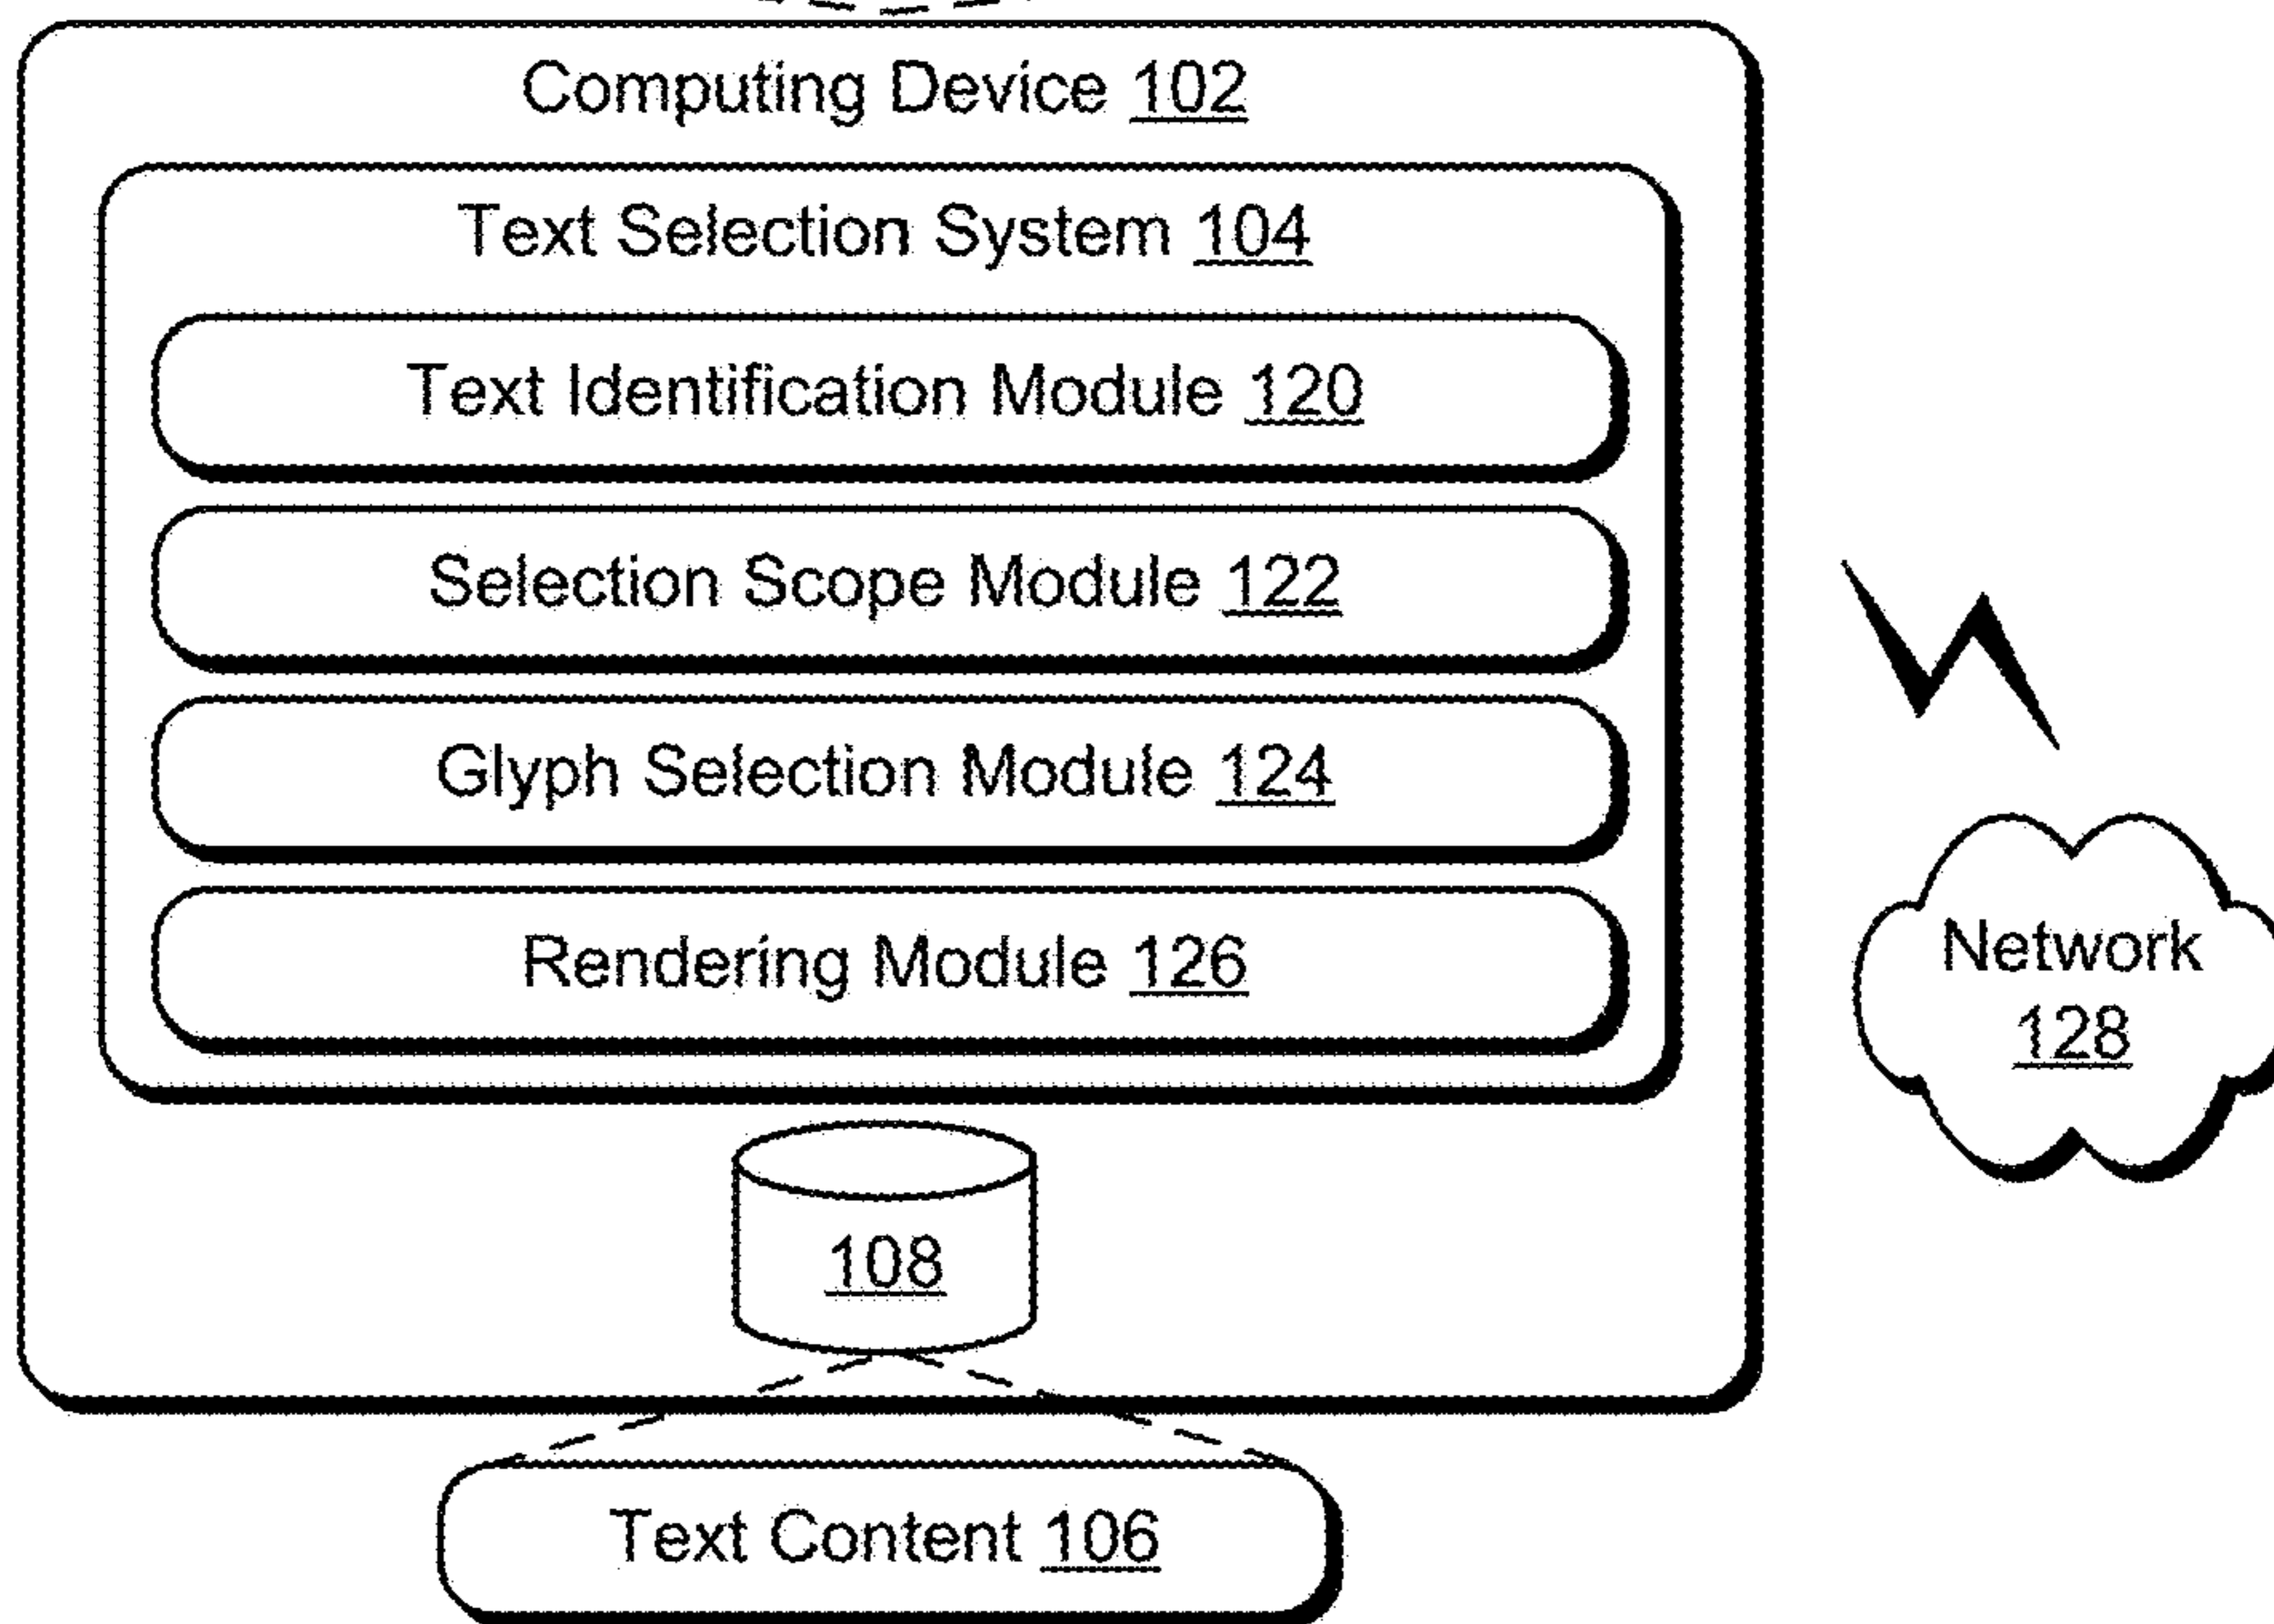 Computing Device 102
Text Selection System 104
Text Identification Module 120
Selection Scope Module 122
Glyph Selection Module 124
Rendering Module 126
Network
128
108
Text Content 106